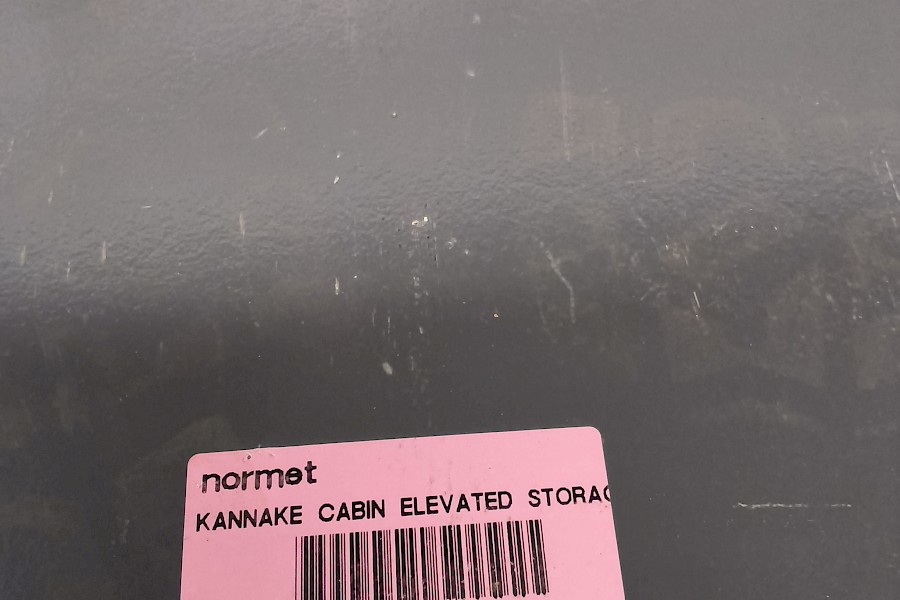 normet
KANNAKE CABIN ELEVATED STORAG